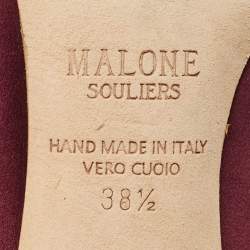 MALONE
SOULIERS
HAND MADE IN ITALY
VERO CUOIO
38½